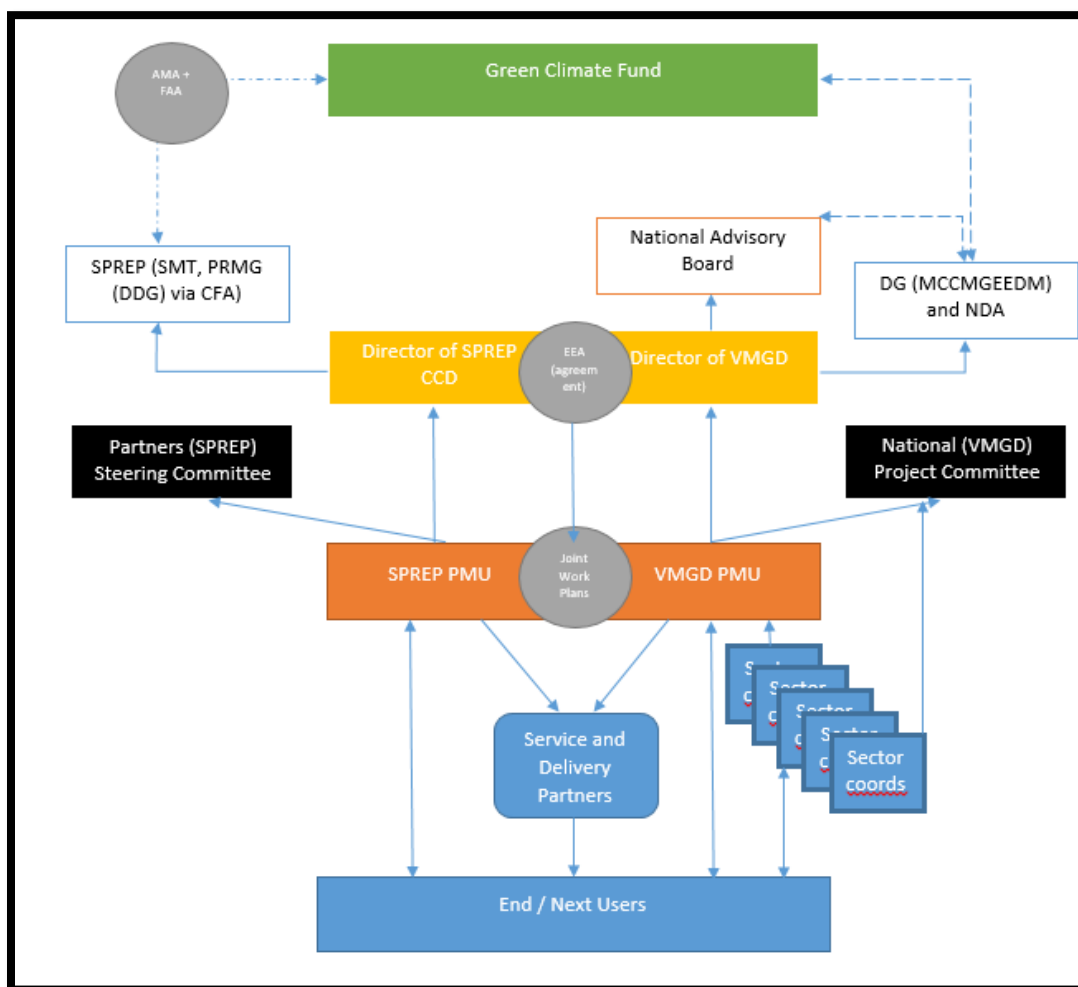 AMA +
FAA
Green Climate Fund
National Advisory
Board
SPREP (SMT, PRMG
(DDG) via CFA)
DG (MCCMGEEDM)
and NDA
Director of SPREP
CCD
EEA
(agreem
ent)
Director of VMGD
Partners (SPREP)
Steering Committee
National (VMGD)
Project Committee
SPREP PMU
Joint
Work
Plans
VMGD PMU
Sector
Sector
Sector
coords
Service and
Delivery
Partners
End / Next Users